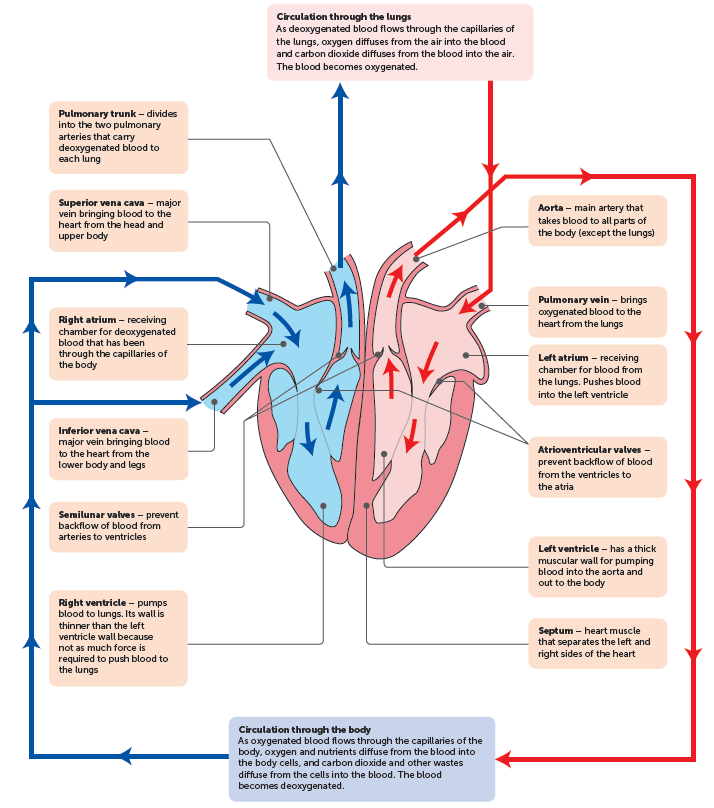 Circulation through the lungs
As deoxygenated blood flows through the capillaries of
the lungs, oxygen diffuses from the air into the blood
and carbon dioxide diffuses from the blood into the air.
The blood becomes oxygenated.
Pulmonary trunk – divides
into the two pulmonary
arteries that carry
deoxygenated blood to
each lung
Superior vena cava – major
vein bringing blood to the
heart from the head and
upper body
Right atrium – receiving
chamber for deoxygenated
blood that has been
through the capillaries of
the body
Inferior vena cava –
major vein bringing blood
to the heart from the
lower body and legs
Semilunar valves – prevent
backflow of blood from
arteries to ventricles
Right ventricle – pumps
blood to lungs. Its wall is
thinner than the left
ventricle wall because
not as much force is
required to push blood to
the lungs
Aorta – main artery that
takes blood to all parts of
the body (except the lungs)
Pulmonary vein – brings
oxygenated blood to the
heart from the lungs
Left atrium – receiving
chamber for blood from
the lungs. Pushes blood
into the left ventricle
Atrioventricular valves –
prevent backflow of blood
from the ventricles to
the atria
Left ventricle – has a thick
muscular wall for pumping
blood into the aorta and
out to the body
Septum – heart muscle
that separates the left and
right sides of the heart
Circulation through the body
As oxygenated blood flows through the capillaries of the
body, oxygen and nutrients diffuse from the blood into
the body cells, and carbon dioxide and other wastes
diffuse from the cells into the blood. The blood
becomes deoxygenated.